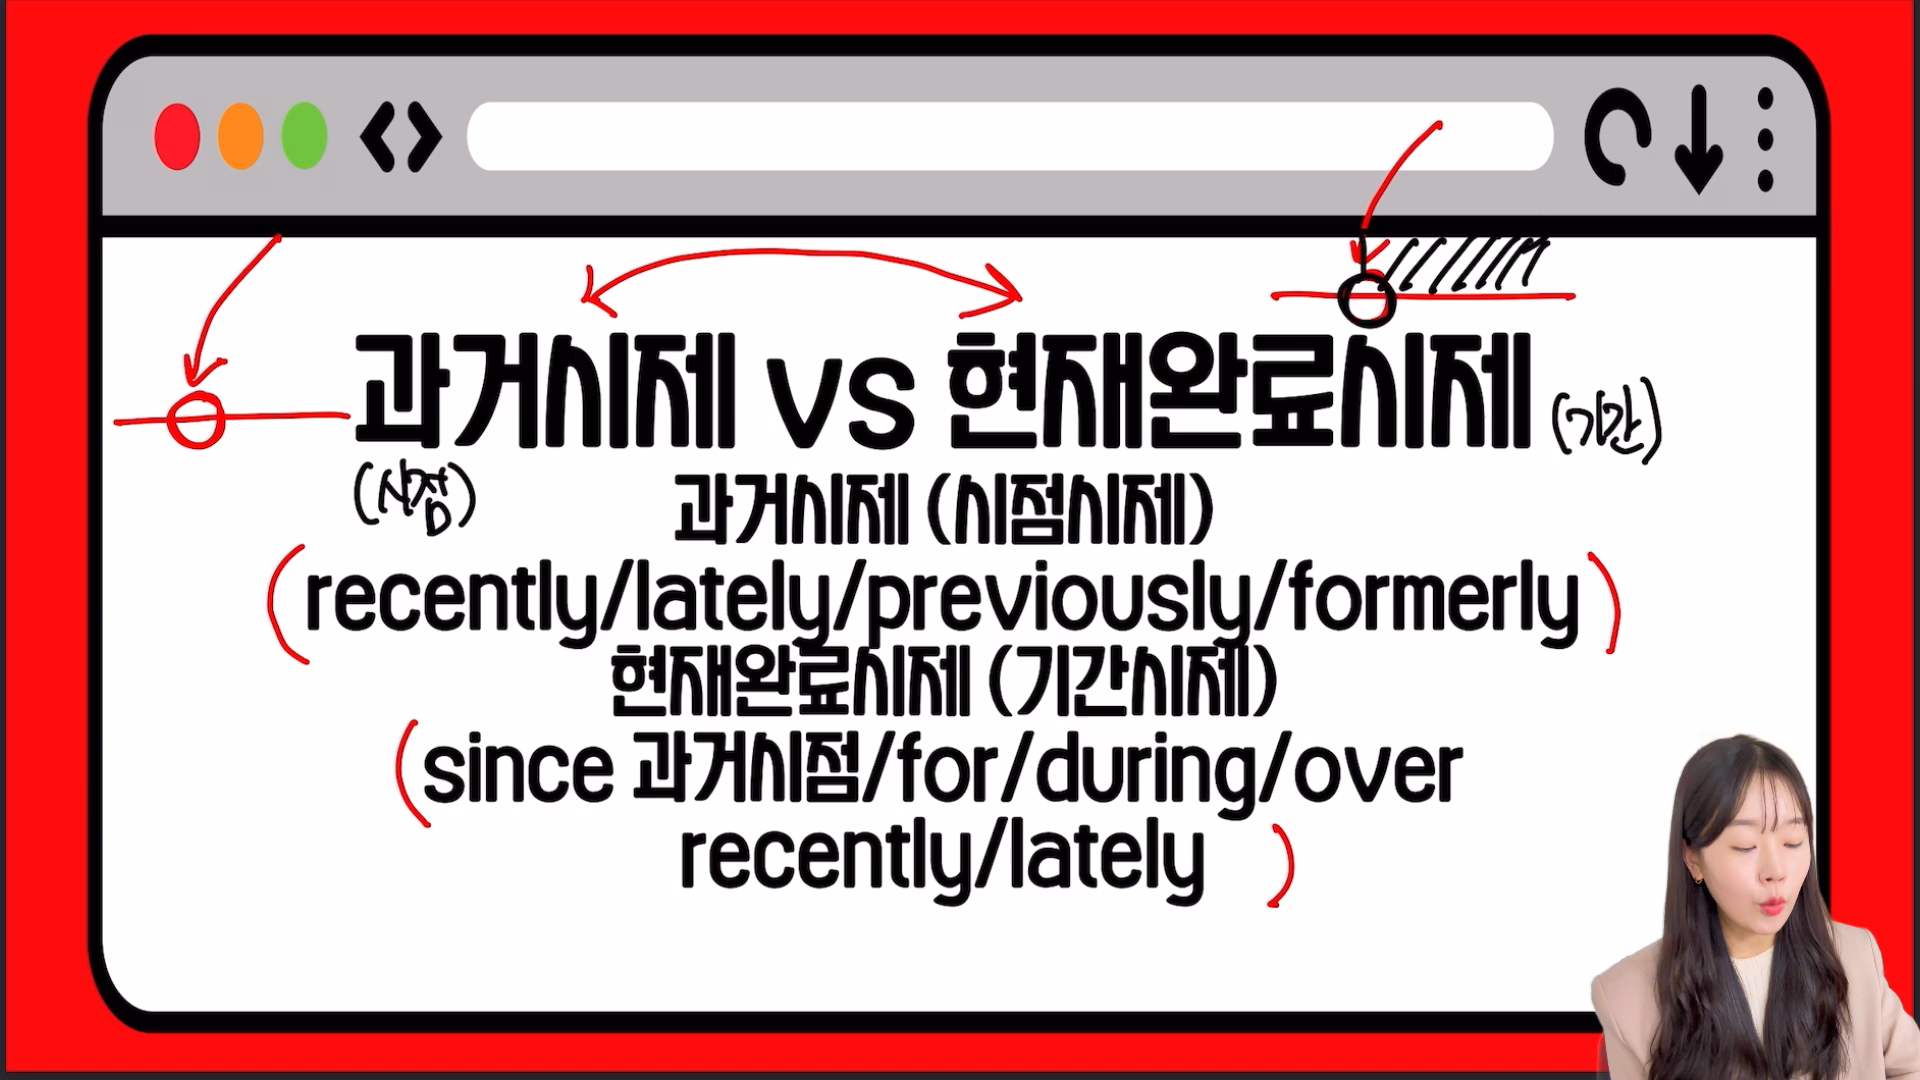 과거시제 vs 현재완료시제 (기간)
(시점)
과거시제 (시점시제)
recently/lately/previously/formerly
현재완료시제 (기간시제)
since 과거시점/for/during/over
recently/lately